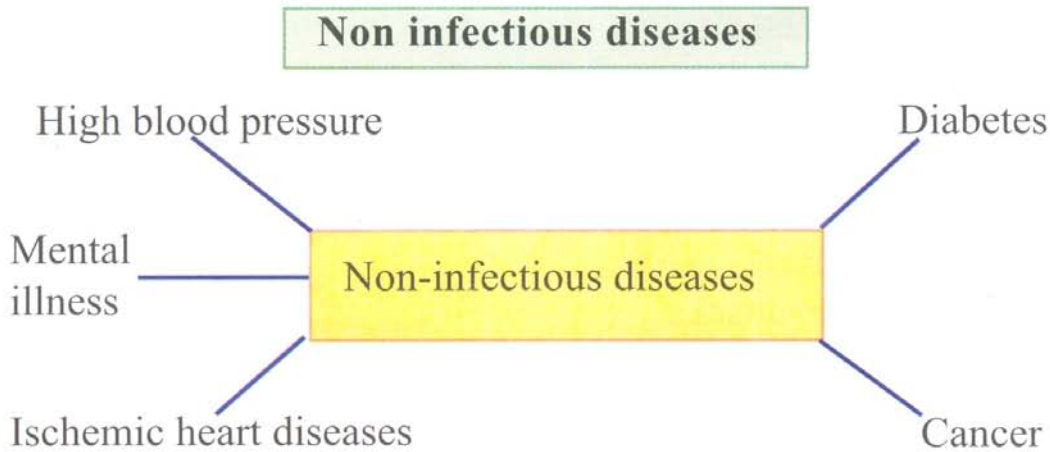 Non infectious diseases
High blood pressure
Diabetes
Mental
illness
Non-infectious diseases
Ischemic heart diseases
Cancer